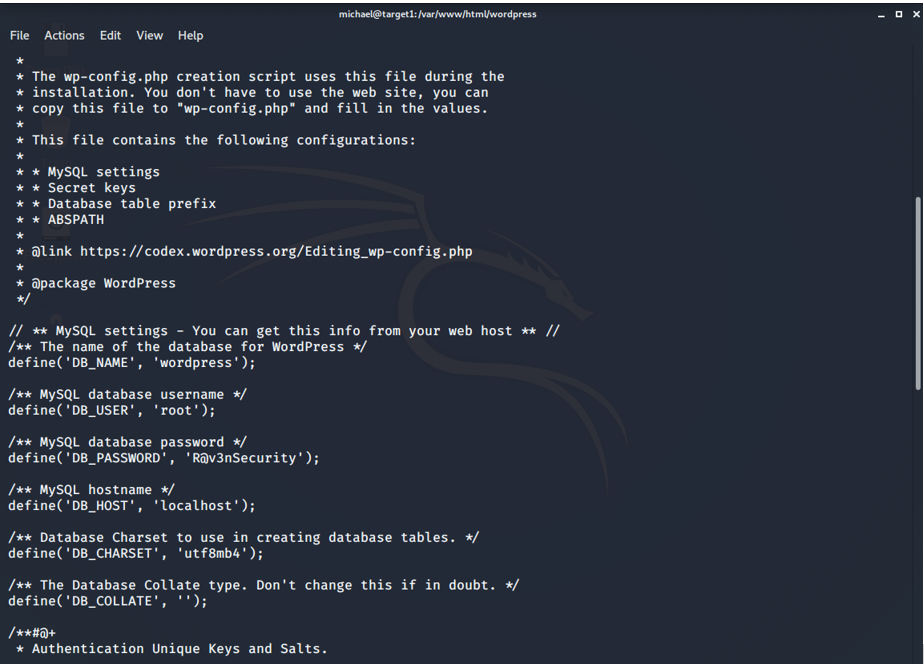 michael@target1:/var/www/html/wordpress
File Actions Edit View Help
*
* The wp-config.php creation script uses this file during the
* installation. You don't have to use the web site, you can
* copy this file to "wp-config.php" and fill in the values.
*
* This file contains the following configurations:
*
* * MySQL settings
* * Secret keys
* * Database table prefix
* * ABSPATH
*
* @link https://codex.wordpress.org/Editing_wp-config.php
*
* @package WordPress
*/
// ** MySQL settings - You can get this info from your web host ** //
/** The name of the database for WordPress */
define('DB_NAME', 'wordpress');
/** MySQL database username */
define('DB_USER', 'root');
/** MySQL database password */
define('DB_PASSWORD', 'R@v3nSecurity');
/** MySQL hostname */
define('DB_HOST', 'localhost');
/** Database Charset to use in creating database tables. */
define('DB_CHARSET', 'utf8mb4');
/** The Database Collate type. Don't change this if in doubt. */
define('DB_COLLATE', '');
/**#@+
* Authentication Unique Keys and Salts.